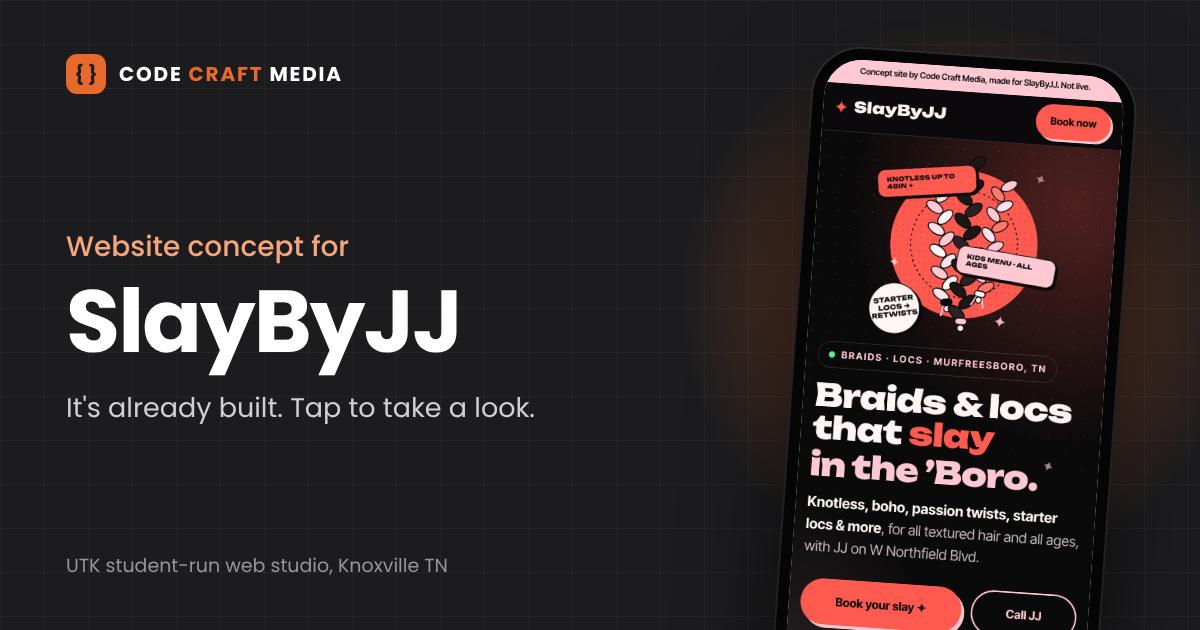 { } CODE CRAFT MEDIA
Website concept for
SlayByJJ
It's already built. Tap to take a look.
UTK student-run web studio, Knoxville TN
Concept site by Code Craft Media, made for SlayByJJ. Not live.
✦ SlayByJJ
Book now
KNOTLESS UP TO
48IN +
KIDS MENU · ALL
AGES
STARTER
LOCS →
RETWISTS
BRAIDS · LOCS · MURFREESBORO, TN
Braids & locs
that slay
in the ’Boro.
Knotless, boho, passion twists, starter
locs & more, for all textured hair and all ages,
with JJ on W Northfield Blvd.
Book your slay ✦
Call JJ